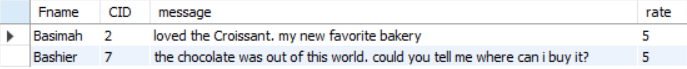 Fname CID message rate
Basimah 2 loved the Croissant. my new favorite bakery 5
Bashier 7 the chocolate was out of this world. could you tell me where can i buy it? 5